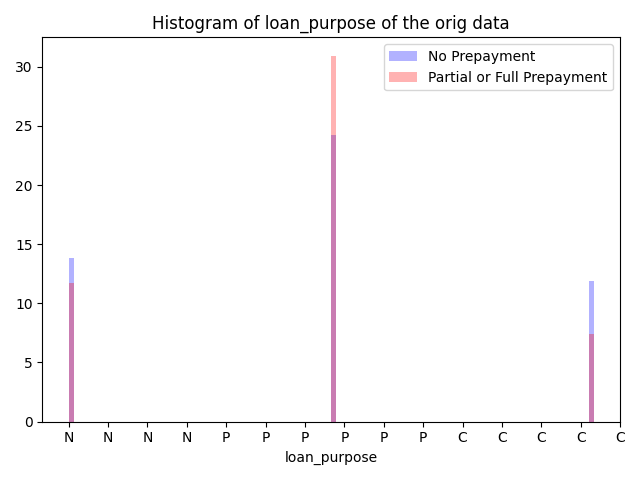 Histogram of loan_purpose of the orig data
No Prepayment
Partial or Full Prepayment
30
25
20
15
10
5
0
N N N N P P P P P P C C C C C
loan_purpose